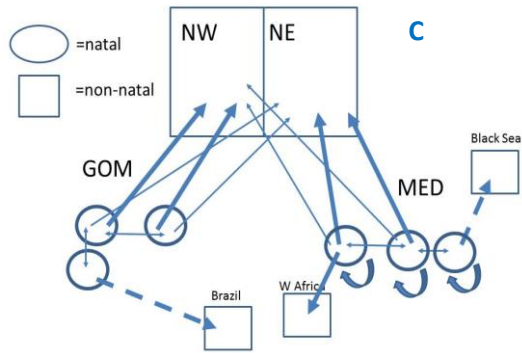 NW NE C
=natal
=non-natal
Black Sea
GOM
MED
Brazil
W Africa